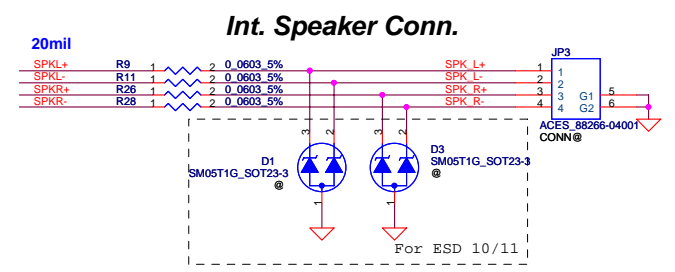 Int. Speaker Conn.
20mil
JP3
SPKL+ R9 1 2 0_0603_5% SPK_L+ 1 1
SPKL- R11 1 2 0_0603_5% SPK_L- 2 2
SPKR+ R26 1 2 0_0603_5% SPK_R+ 3 3 G1 5
SPKR- R28 1 2 0_0603_5% SPK_R- 4 4 G2 6
ACES_88266-04001
CONN@
3 2 3 2
D1 D3
SM05T1G_SOT23-3 SM05T1G_SOT23-3
@ @
1 1
For ESD 10/11